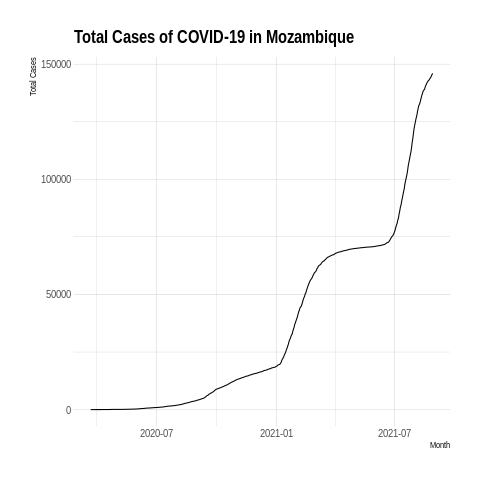 Total Cases of COVID-19 in Mozambique
Total Cases
150000
100000
50000
0
2020-07 2021-01 2021-07
Month